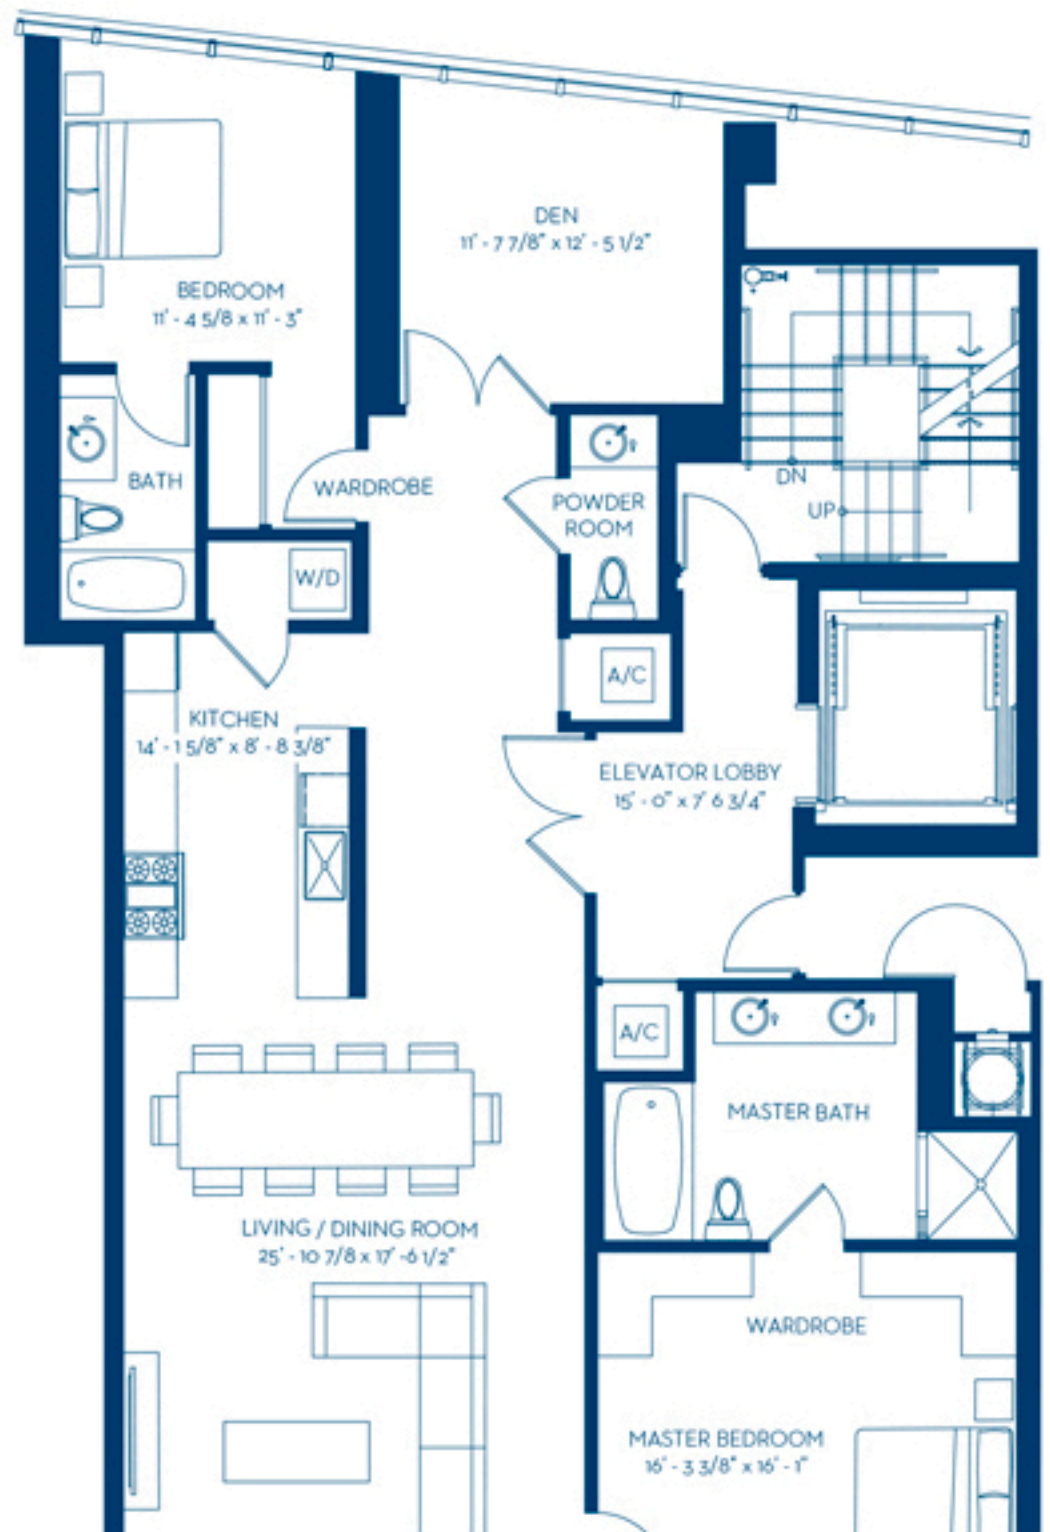 DEN
11' - 7 7/8" x 12' - 5 1/2"
BEDROOM
11' - 4 5/8 x 11' - 3"
BATH
WARDROBE
POWDER
ROOM
DN
UP
W/D
A/C
KITCHEN
14' - 1 5/8" x 8' - 8 3/8"
ELEVATOR LOBBY
15' - 0" x 7' 6 3/4"
A/C
MASTER BATH
LIVING / DINING ROOM
25' - 10 7/8 x 17' -6 1/2"
WARDROBE
MASTER BEDROOM
16' - 3 3/8" x 16' - 1"